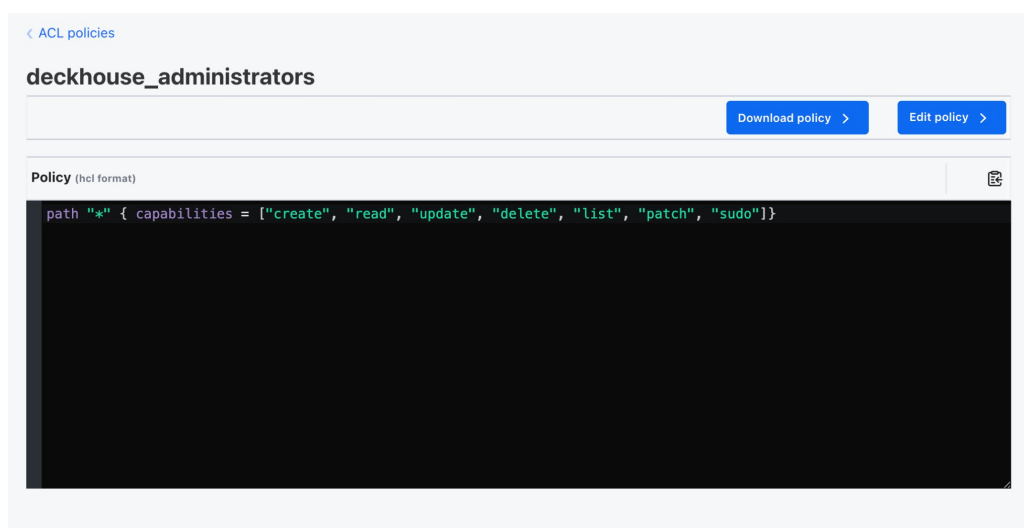 ACL policies
deckhouse_administrators
Download policy
Edit policy
Policy (hcl format)
path "*" { capabilities = ["create", "read", "update", "delete", "list", "patch", "sudo"]}